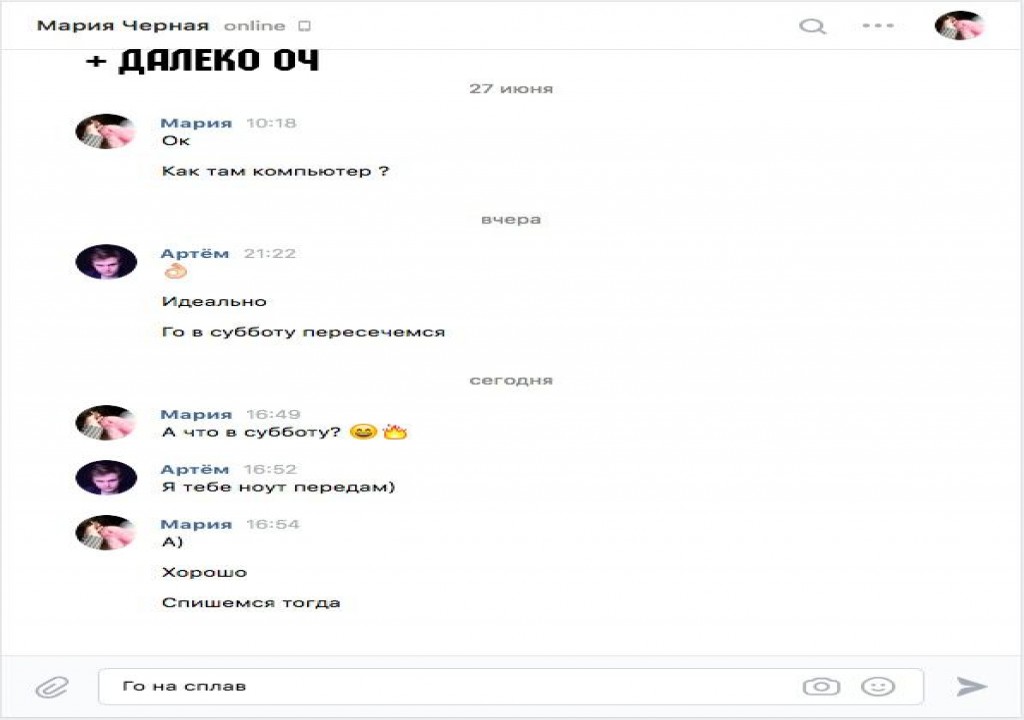 Мария Черная online
+ ДАЛЕКО ОЧ
27 июня
Мария 10:18
Ок
Как там компьютер ?
вчера
Артём 21:22
👌🏻
Идеально
Го в субботу пересечемся
сегодня
Мария 16:49
А что в субботу? 😄 🔥
Артём 16:52
Я тебе ноут передам)
Мария 16:54
А)
Хорошо
Спишемся тогда
Го на сплав